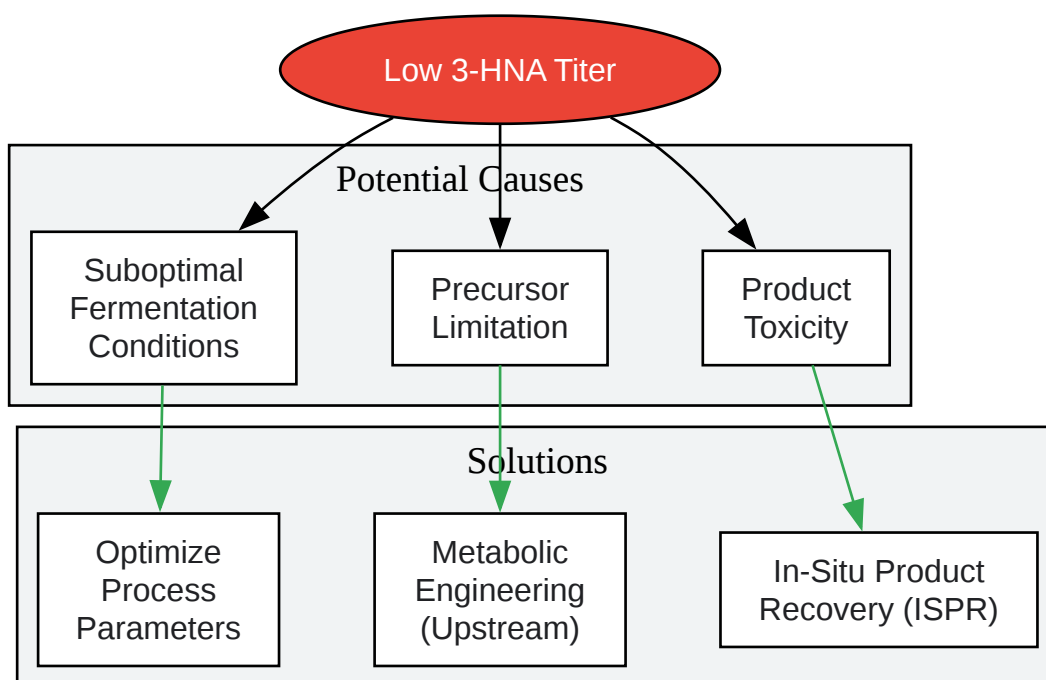 Low 3-HNA Titer
Potential Causes
Suboptimal
Fermentation
Conditions
Precursor
Limitation
Product
Toxicity
Solutions
Optimize
Process
Parameters
Metabolic
Engineering
(Upstream)
In-Situ Product
Recovery (ISPR)